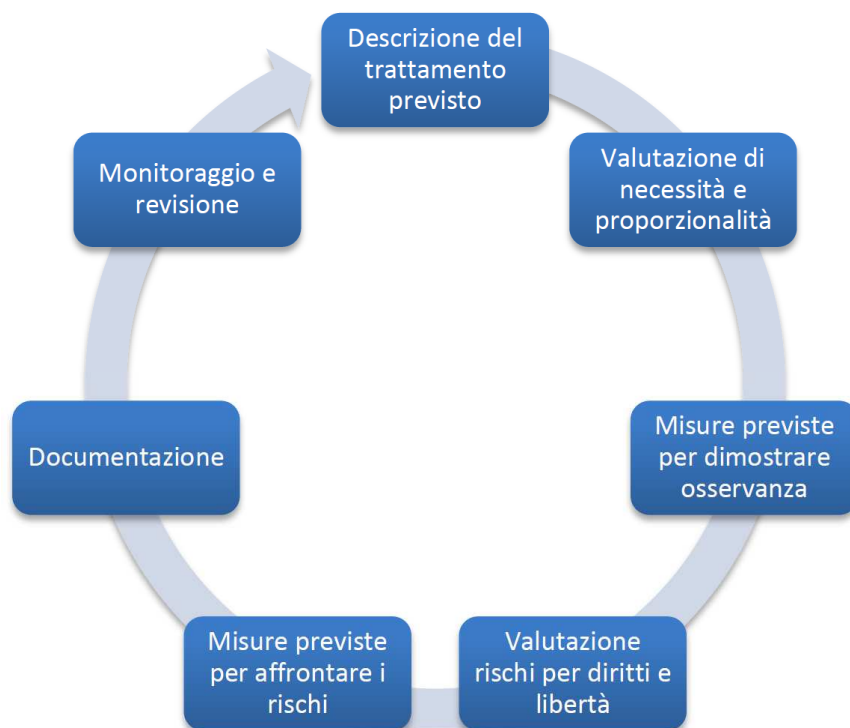 Descrizione del
trattamento
previsto
Valutazione di
necessità e
proporzionalità
Misure previste
per dimostrare
osservanza
Valutazione
rischi per diritti e
libertà
Misure previste
per affrontare i
rischi
Documentazione
Monitoraggio e
revisione